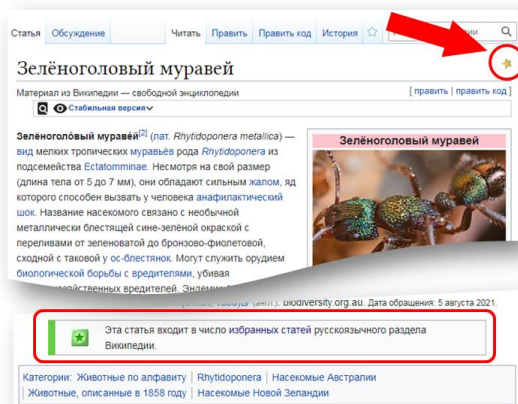 Статья Обсуждение Читать Править Править код История
Зелёноголовый муравей
Материал из Википедии — свободной энциклопедии [ править | править код ]
Стабильная версия
Зелёноголо́вый мураве́й[2] (лат. Rhytidoponera metallica) —
вид мелких тропических муравьёв рода Rhytidoponera из
подсемейства Ectatomminae. Несмотря на свой размер
(длина тела от 5 до 7 мм), они обладают сильным жалом, яд
которого способен вызвать у человека анафилактический
шок. Название насекомого связано с необычной
металлически блестящей сине-зелёной окраской с
переливами от зеленоватой до бронзово-фиолетовой,
сходной с таковой у ос-блестянок. Могут служить орудием
биологической борьбы с вредителями, убивая
вредителей.
Зелёноголовый муравей
(англ.). biodiversity.org.au. Дата обращения: 5 августа 2021.
Эта статья входит в число избранных статей русскоязычного раздела
Википедии.
Категории: Животные по алфавиту | Rhytidoponera | Насекомые Австралии
| Животные, описанные в 1858 году | Насекомые Новой Зеландии